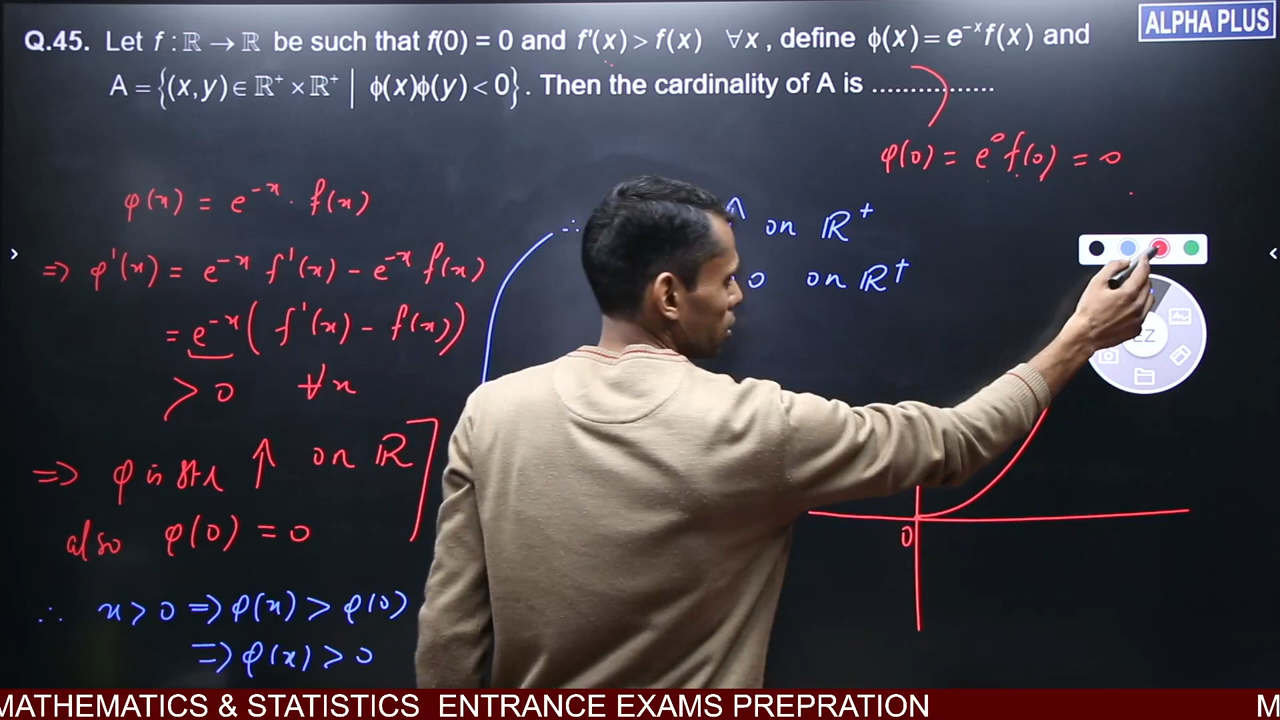 ALPHA PLUS
Q.45. Let f : ℝ → ℝ be such that f(0) = 0 and f'(x) > f(x) ∀x , define ϕ(x) = e⁻ˣ f(x) and
A = {(x,y) ∈ ℝ⁺ × ℝ⁺ | ϕ(x)ϕ(y) < 0} . Then the cardinality of A is ................
φ(0) = e⁰ f(0) = 0
φ(x) = e⁻ˣ · f(x)
⇒ φ'(x) = e⁻ˣ f'(x) − e⁻ˣ f(x)
= e⁻ˣ ( f'(x) − f(x))
> 0 ∀x
⇒ φ is str ↑ on ℝ
also φ(0) = 0
∴ x > 0 ⇒ φ(x) > φ(0)
⇒ φ(x) > 0
∴ ↑ on ℝ⁺
0 on ℝ⁺
0
EZ
MATHEMATICS & STATISTICS ENTRANCE EXAMS PREPRATION M